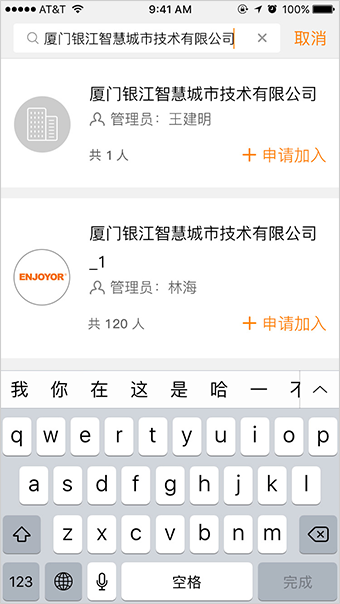 AT&T 9:41 AM 100%
厦门银江智慧城市技术有限公司 取消
厦门银江智慧城市技术有限公司
管理员：王建明
共 1 人 + 申请加入
厦门银江智慧城市技术有限公司
_1
ENJOYOR
管理员：林海
共 120 人 + 申请加入
我 你 在 这 是 哈 一
q w e r t y u i o p
a s d f g h j k l
z x c v b n m
123 空格 完成